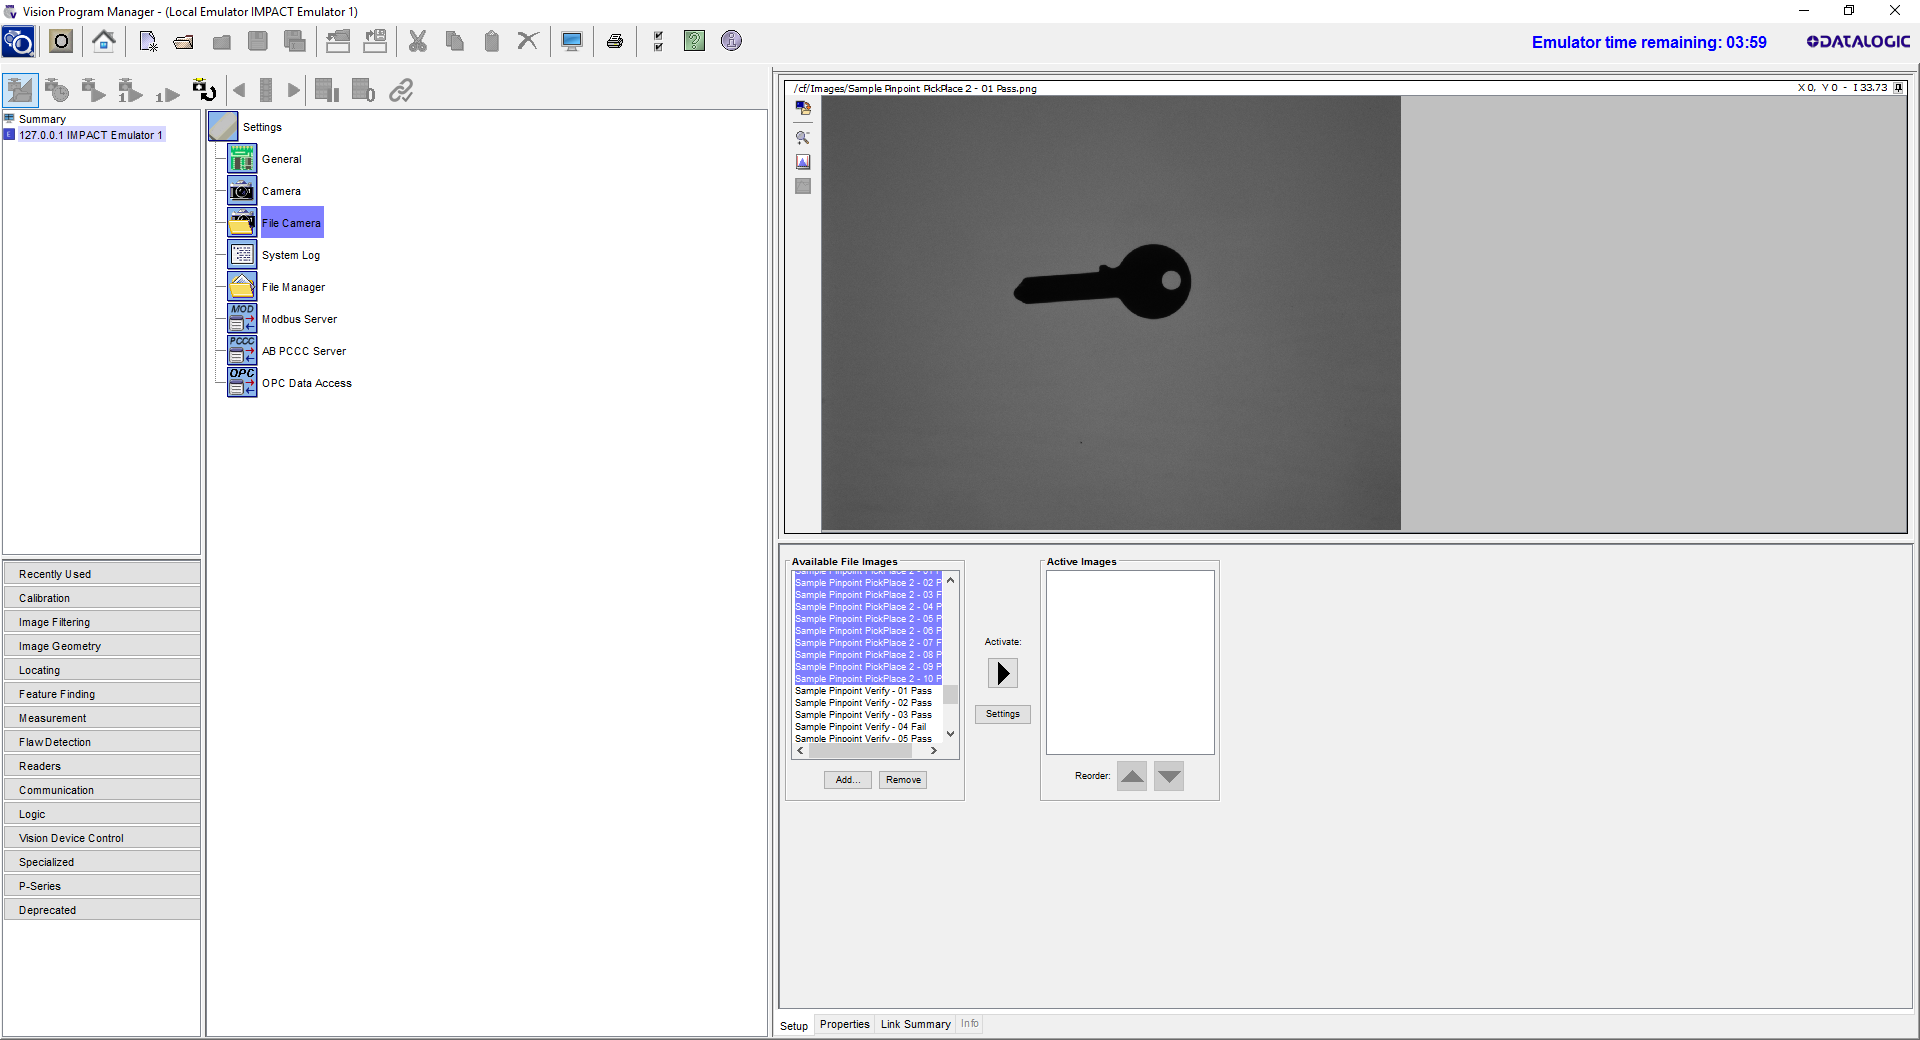 Vision Program Manager - (Local Emulator IMPACT Emulator 1)
Emulator time remaining: 03:59
DATALOGIC
Summary
127.0.0.1 IMPACT Emulator 1
Settings
General
Camera
File Camera
System Log
File Manager
MOD
Modbus Server
PCCC
AB PCCC Server
OPC
OPC Data Access
Recently Used
Calibration
Image Filtering
Image Geometry
Locating
Feature Finding
Measurement
Flaw Detection
Readers
Communication
Logic
Vision Device Control
Specialized
P-Series
Deprecated
/cf/Images/Sample Pinpoint PickPlace 2 - 01 Pass.png
X 0, Y 0 - I 33.73
Available File Images
Sample Pinpoint PickPlace 2 - 01 P
Sample Pinpoint PickPlace 2 - 02 P
Sample Pinpoint PickPlace 2 - 03 F
Sample Pinpoint PickPlace 2 - 04 P
Sample Pinpoint PickPlace 2 - 05 P
Sample Pinpoint PickPlace 2 - 06 P
Sample Pinpoint PickPlace 2 - 07 F
Sample Pinpoint PickPlace 2 - 08 P
Sample Pinpoint PickPlace 2 - 09 P
Sample Pinpoint PickPlace 2 - 10 P
Sample Pinpoint Verify - 01 Pass
Sample Pinpoint Verify - 02 Pass
Sample Pinpoint Verify - 03 Pass
Sample Pinpoint Verify - 04 Fail
Sample Pinpoint Verify - 05 Pass
Add...
Remove
Activate:
Settings
Active Images
Reorder:
Setup
Properties
Link Summary
Info